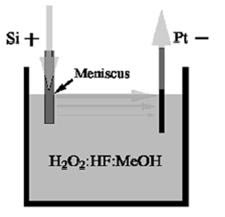 Si + Pt −
Meniscus
H₂O₂:HF:MeOH